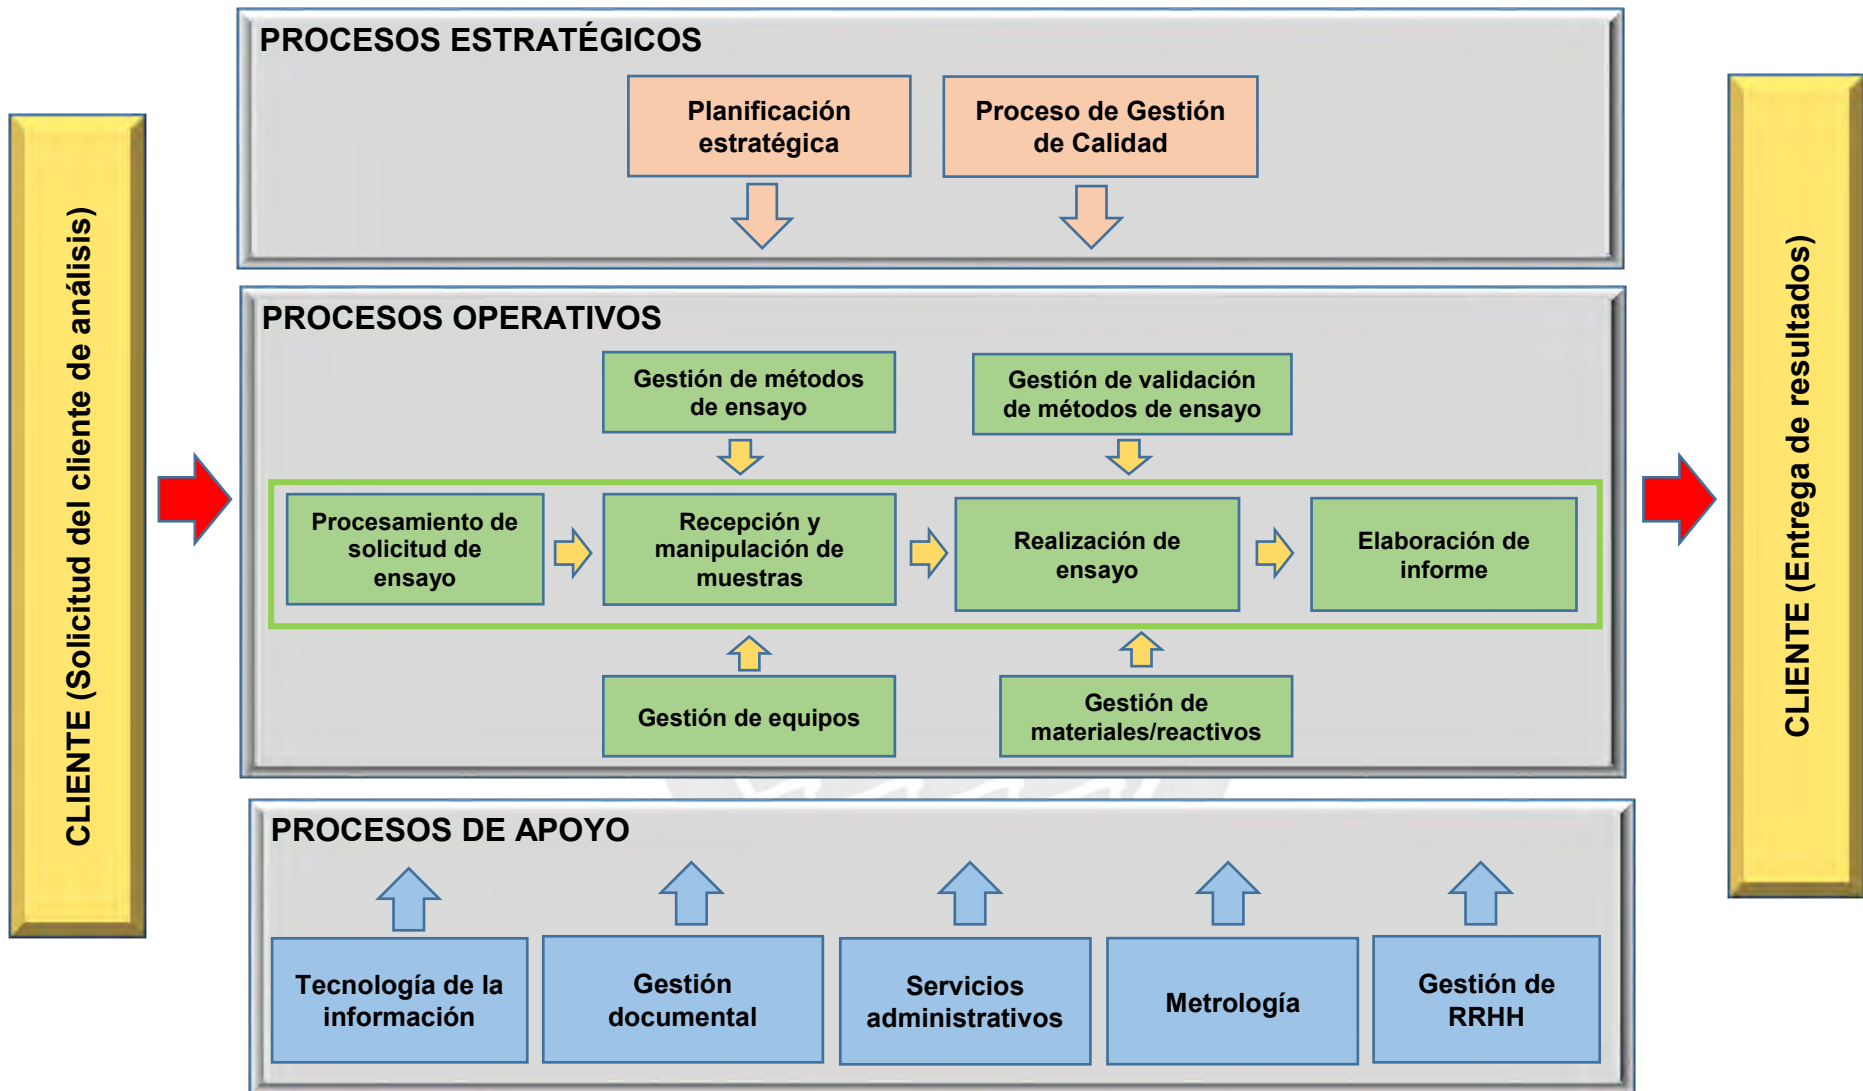 PROCESOS ESTRATÉGICOS
Planificación
estratégica
Proceso de Gestión
de Calidad
CLIENTE (Solicitud del cliente de análisis)
PROCESOS OPERATIVOS
Gestión de métodos
de ensayo
Gestión de validación
de métodos de ensayo
Procesamiento de
solicitud de
ensayo
Recepción y
manipulación de
muestras
Realización de
ensayo
Elaboración de
informe
Gestión de equipos
Gestión de
materiales/reactivos
CLIENTE (Entrega de resultados)
PROCESOS DE APOYO
Tecnología de la
información
Gestión
documental
Servicios
administrativos
Metrología
Gestión de
RRHH